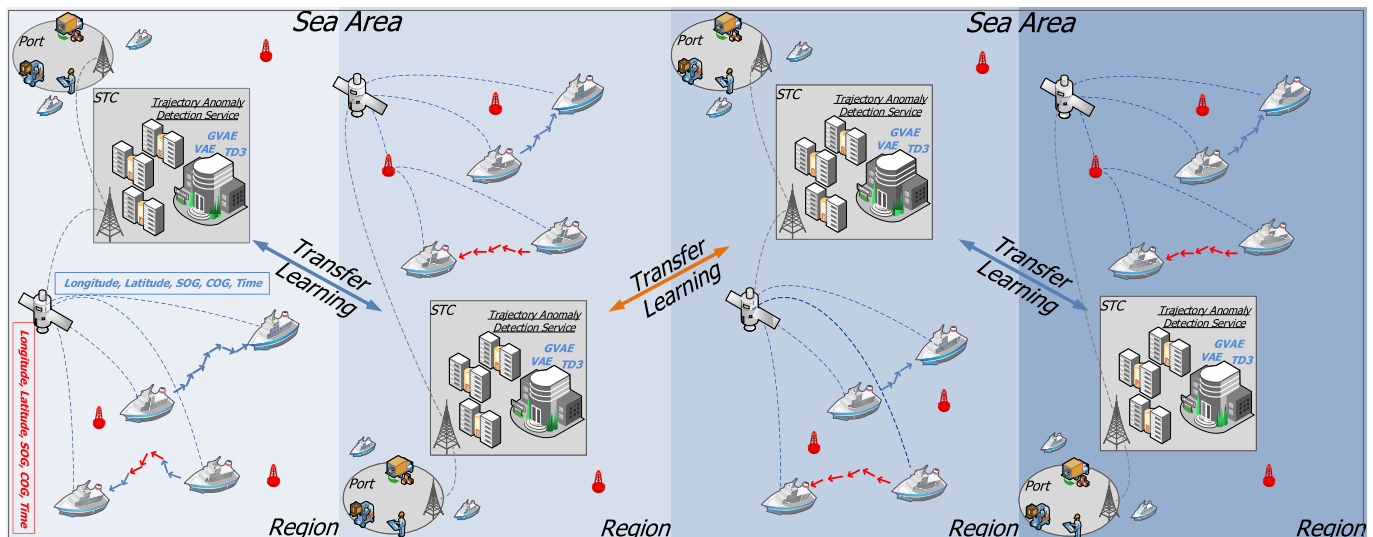 Sea Area
Port
STC
Trajectory Anomaly
Detection Service
GVAE
VAE TD3
Longitude, Latitude, SOG, COG, Time
Longitude, Latitude, SOG, COG, Time
Region
Transfer
Learning
STC
Trajectory Anomaly
Detection Service
GVAE
VAE TD3
Port
Region
Transfer
Learning
Sea Area
Port
STC
Trajectory Anomaly
Detection Service
GVAE
VAE TD3
Region
Transfer
Learning
STC
Trajectory Anomaly
Detection Service
GVAE
VAE TD3
Port
Region